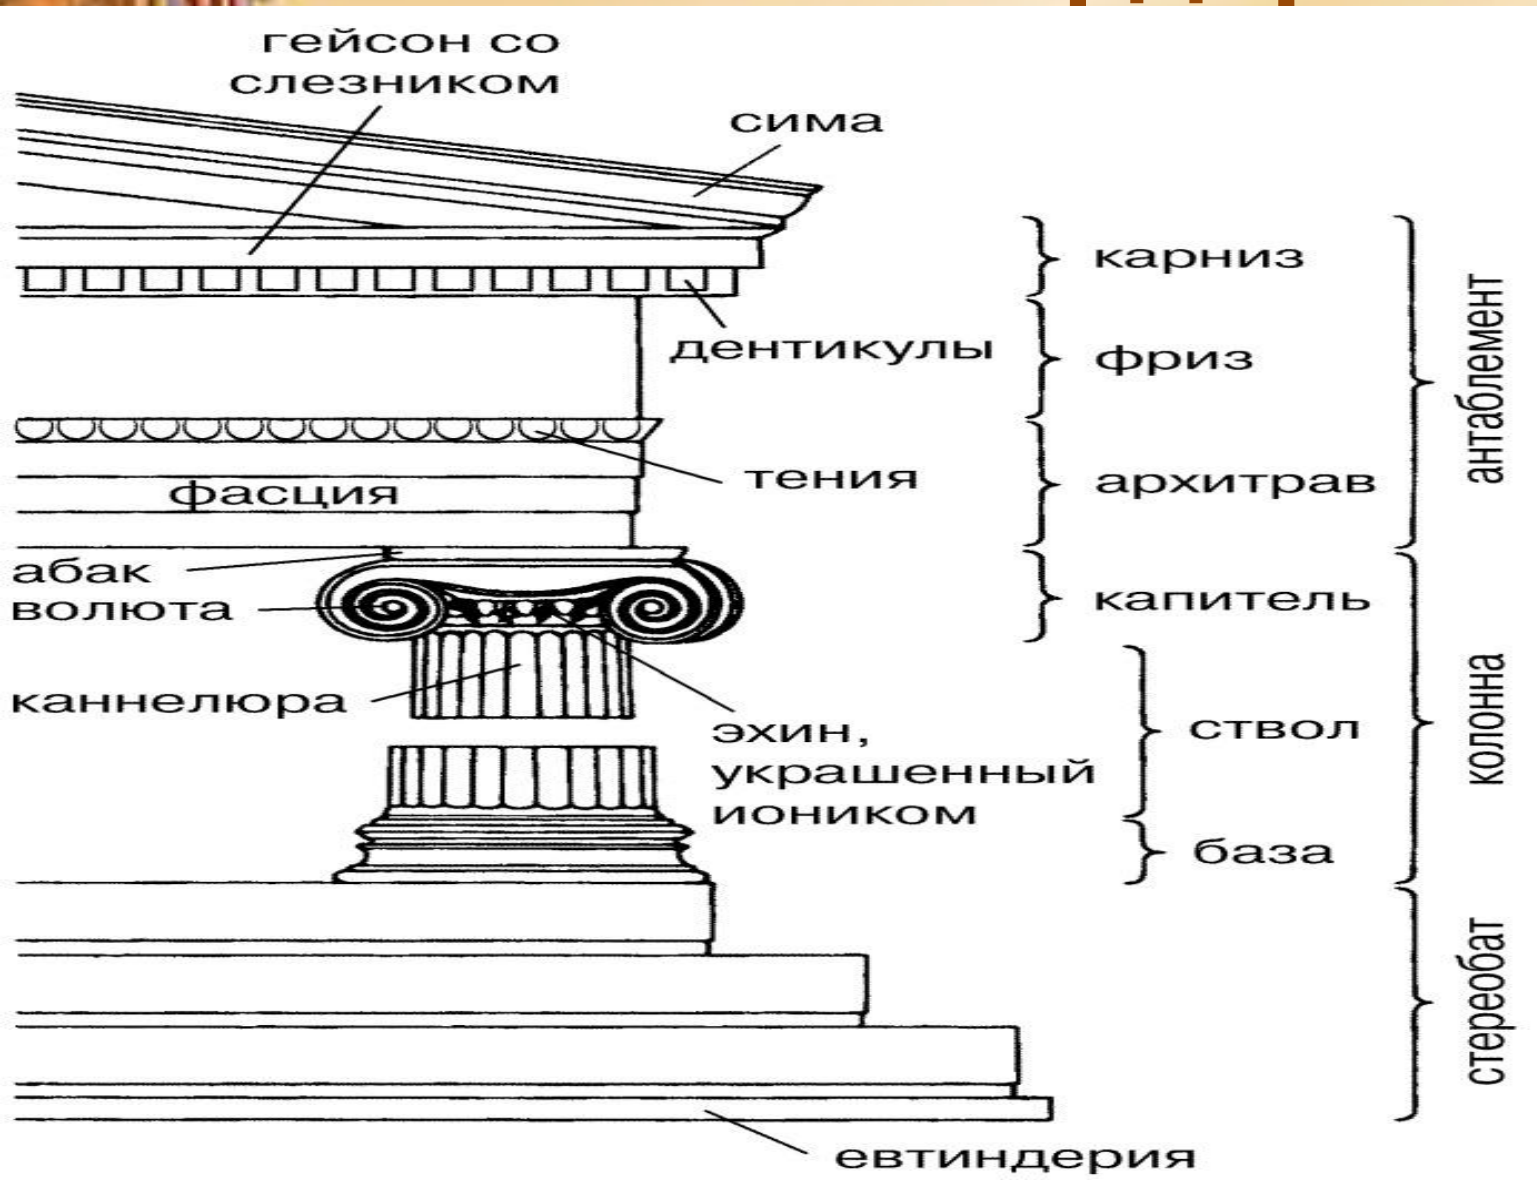 гейсон со
слезником
сима
карниз
дентикулы
фриз
антаблемент
тения
архитрав
фасция
абак
волюта
капитель
каннелюра
эхин,
украшенный
иоником
ствол
колонна
база
стереобат
евтиндерия